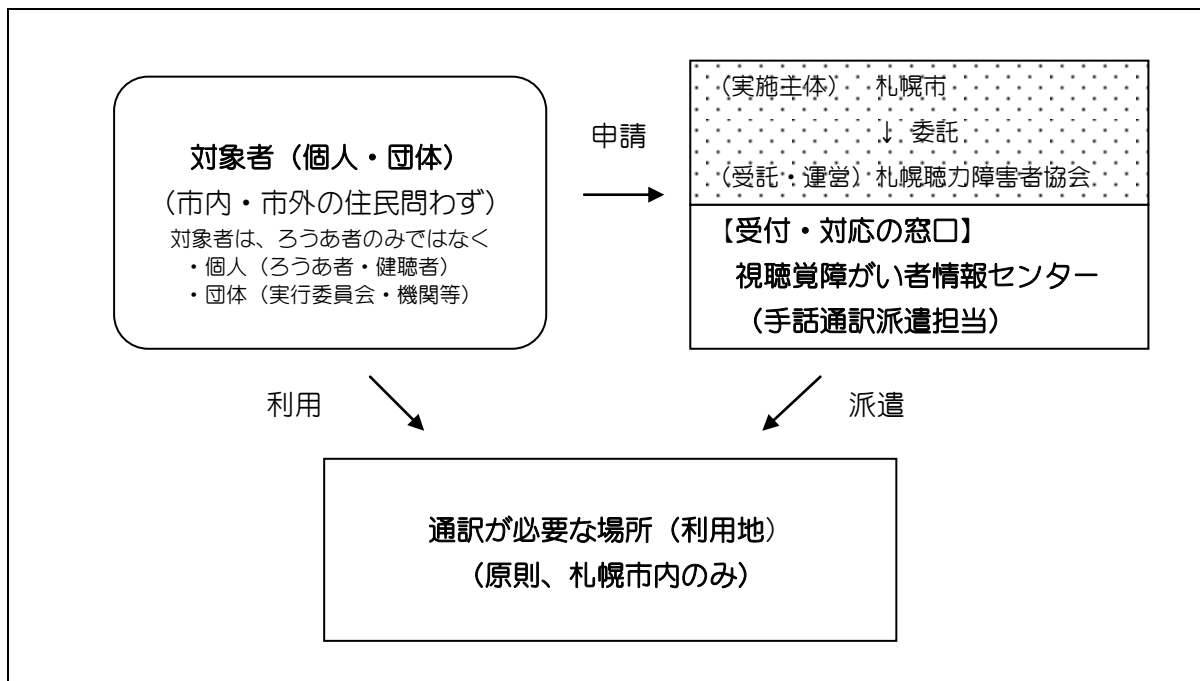 対象者（個人・団体）
（市内・市外の住民問わず）
対象者は、ろうあ者のみではなく
・個人（ろうあ者・健聴者）
・団体（実行委員会・機関等）
申請
（実施主体） 札幌市
↓ 委託
（受託・運営）札幌聴力障害者協会
【受付・対応の窓口】
視聴覚障がい者情報センター
（手話通訳派遣担当）
利用
派遣
通訳が必要な場所（利用地）
（原則、札幌市内のみ）